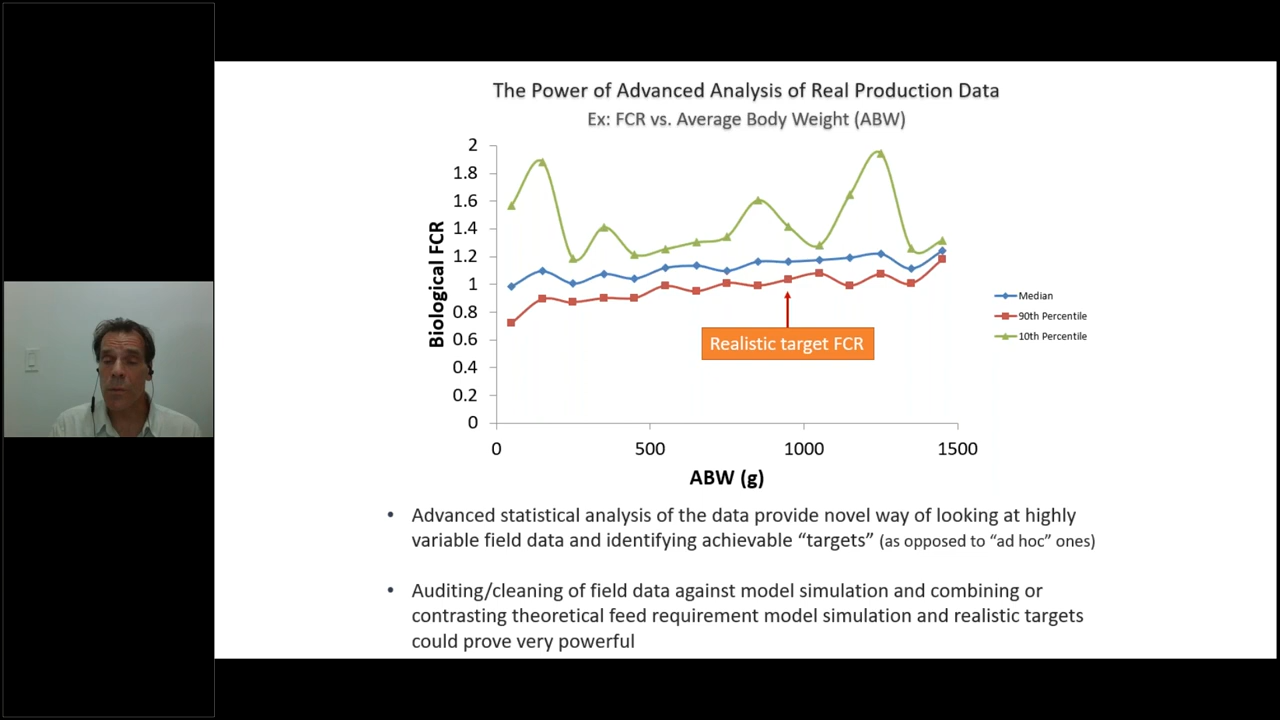 The Power of Advanced Analysis of Real Production Data
Ex: FCR vs. Average Body Weight (ABW)
2
1.8
1.6
1.4
1.2
1
0.8
0.6
0.4
0.2
0
Biological FCR
0 500 1000 1500
ABW (g)
Realistic target FCR
Median
90th Percentile
10th Percentile
• Advanced statistical analysis of the data provide novel way of looking at highly
variable field data and identifying achievable “targets” (as opposed to “ad hoc” ones)
• Auditing/cleaning of field data against model simulation and combining or
contrasting theoretical feed requirement model simulation and realistic targets
could prove very powerful